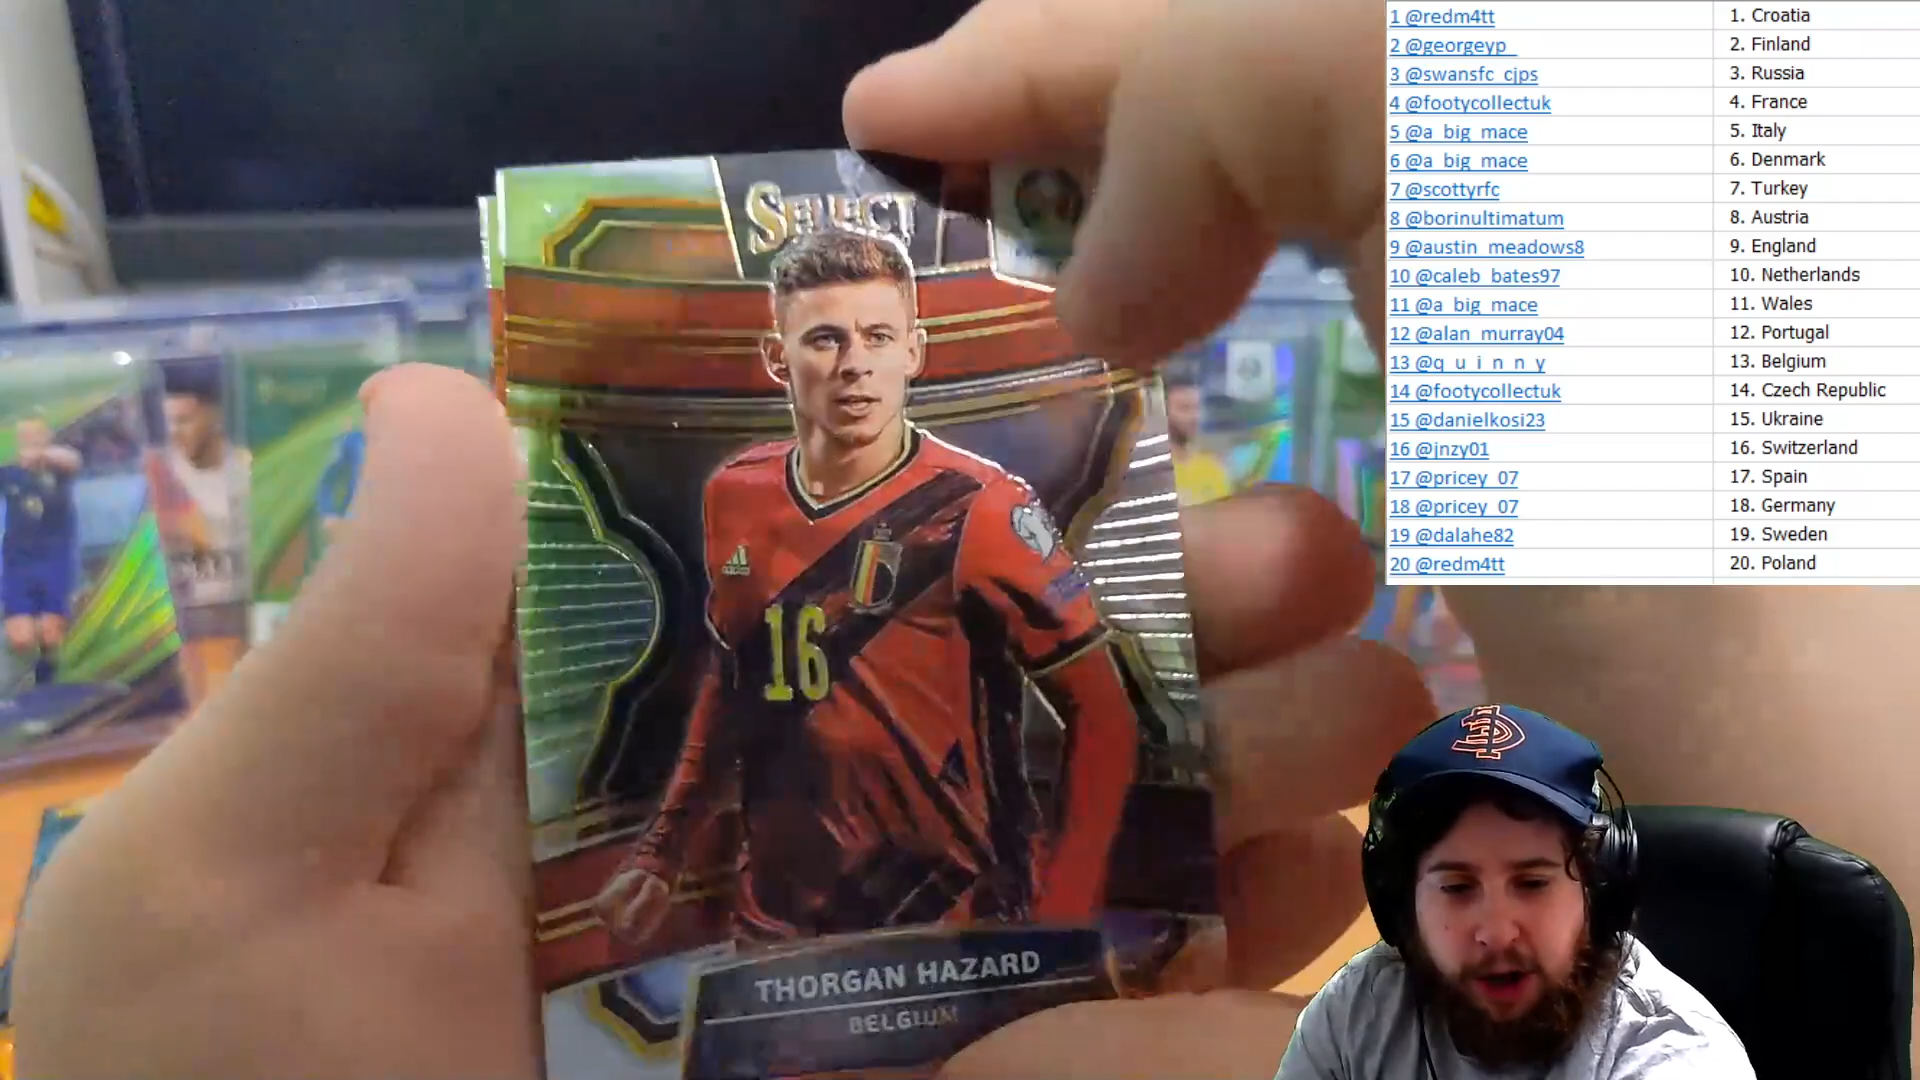 1 @redm4tt 1. Croatia
2 @georgeyp_ 2. Finland
3 @swansfc_cjps 3. Russia
4 @footycollectuk 4. France
5 @a_big_mace 5. Italy
6 @a_big_mace 6. Denmark
7 @scottyrfc 7. Turkey
8 @borinultimatum 8. Austria
9 @austin_meadows8 9. England
10 @caleb_bates97 10. Netherlands
11 @a_big_mace 11. Wales
12 @alan_murray04 12. Portugal
13 @q_u_i_n_n_y 13. Belgium
14 @footycollectuk 14. Czech Republic
15 @danielkosi23 15. Ukraine
16 @jnzy01 16. Switzerland
17 @pricey_07 17. Spain
18 @pricey_07 18. Germany
19 @dalahe82 19. Sweden
20 @redm4tt 20. Poland
SELECT
adidas
16
THORGAN HAZARD
BELGIUM